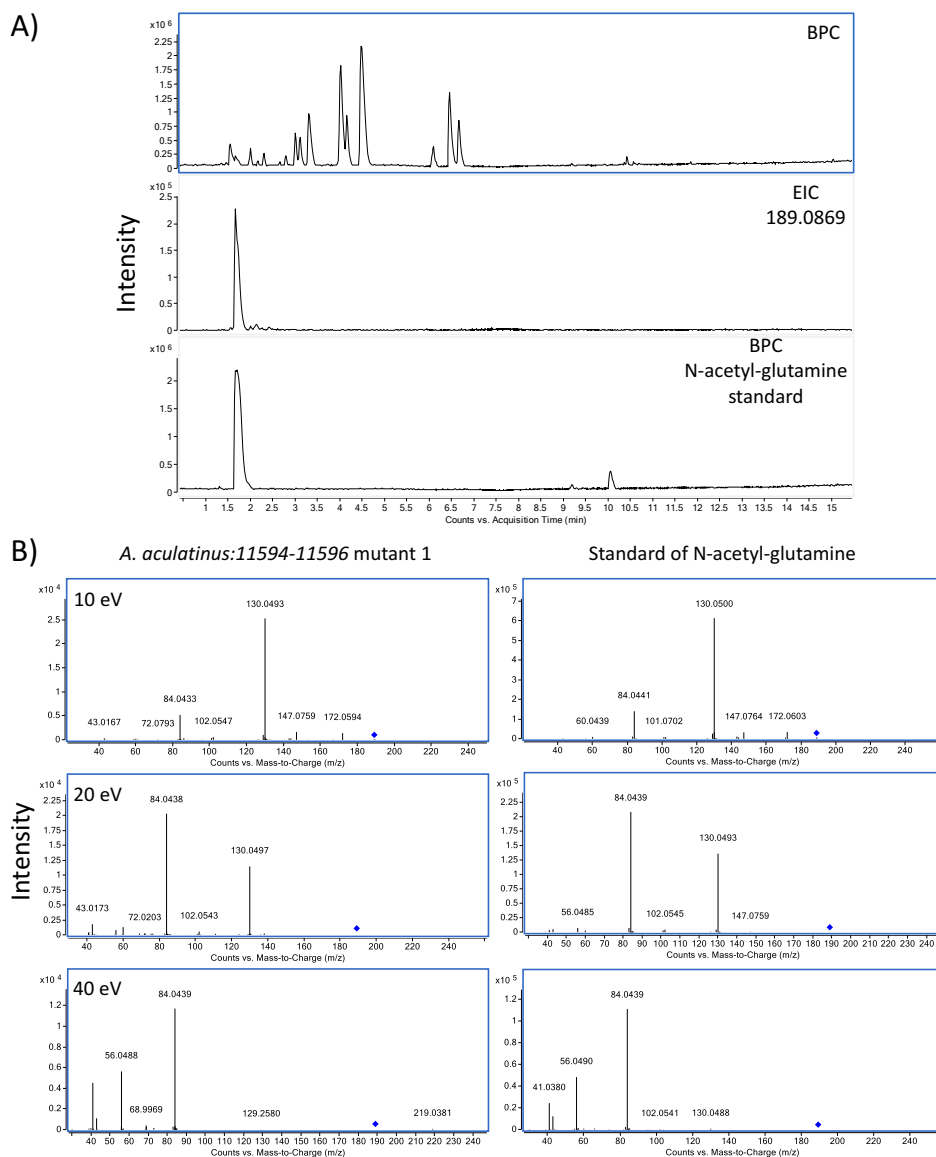 A)
x10 6
2.25
2
1.75
1.5
1.25
1
0.75
0.5
0.25
0
BPC
x10 5
2.5
2
1.5
1
0.5
0
EIC
189.0869
Intensity
x10 6
2
1.5
1
0.5
0
BPC
N-acetyl-glutamine
standard
1 1.5 2 2.5 3 3.5 4 4.5 5 5.5 6 6.5 7 7.5 8 8.5 9 9.5 10 10.5 11 11.5 12 12.5 13 13.5 14 14.5 15
Counts vs. Acquisition Time (min)
B)
A. aculatinus:11594-11596 mutant 1
Standard of N-acetyl-glutamine
x10 4
10 eV
2.5
2
1.5
1
0.5
0
130.0493
84.0433
43.0167 72.0793 102.0547 147.0759 172.0594
40 60 80 100 120 140 160 180 200 220 240
Counts vs. Mass-to-Charge (m/z)
x10 5
7
6
5
4
3
2
1
0
130.0500
84.0441
60.0439 101.0702 147.0764 172.0603
40 60 80 100 120 140 160 180 200 220 240
Counts vs. Mass-to-Charge (m/z)
Intensity
x10 4
20 eV
2.25
2
1.75
1.5
1.25
1
0.75
0.5
0.25
0
84.0438
130.0497
43.0173 72.0203 102.0543
40 60 80 100 120 140 160 180 200 220 240
Counts vs. Mass-to-Charge (m/z)
x10 5
2.25
2
1.75
1.5
1.25
1
0.75
0.5
0.25
0
84.0439
130.0493
56.0485 102.0545 147.0759
30 40 50 60 70 80 90 100 110 120 130 140 150 160 170 180 190 200 210 220 230 240
Counts vs. Mass-to-Charge (m/z)
x10 4
40 eV
1.2
1
0.8
0.6
0.4
0.2
0
84.0439
56.0488
68.9969 129.2580 219.0381
40 50 60 70 80 90 100 110 120 130 140 150 160 170 180 190 200 210 220 230 240
Counts vs. Mass-to-Charge (m/z)
x10 5
1.2
1
0.8
0.6
0.4
0.2
0
84.0439
56.0490
41.0380
102.0541 130.0488
40 60 80 100 120 140 160 180 200 220 240
Counts vs. Mass-to-Charge (m/z)